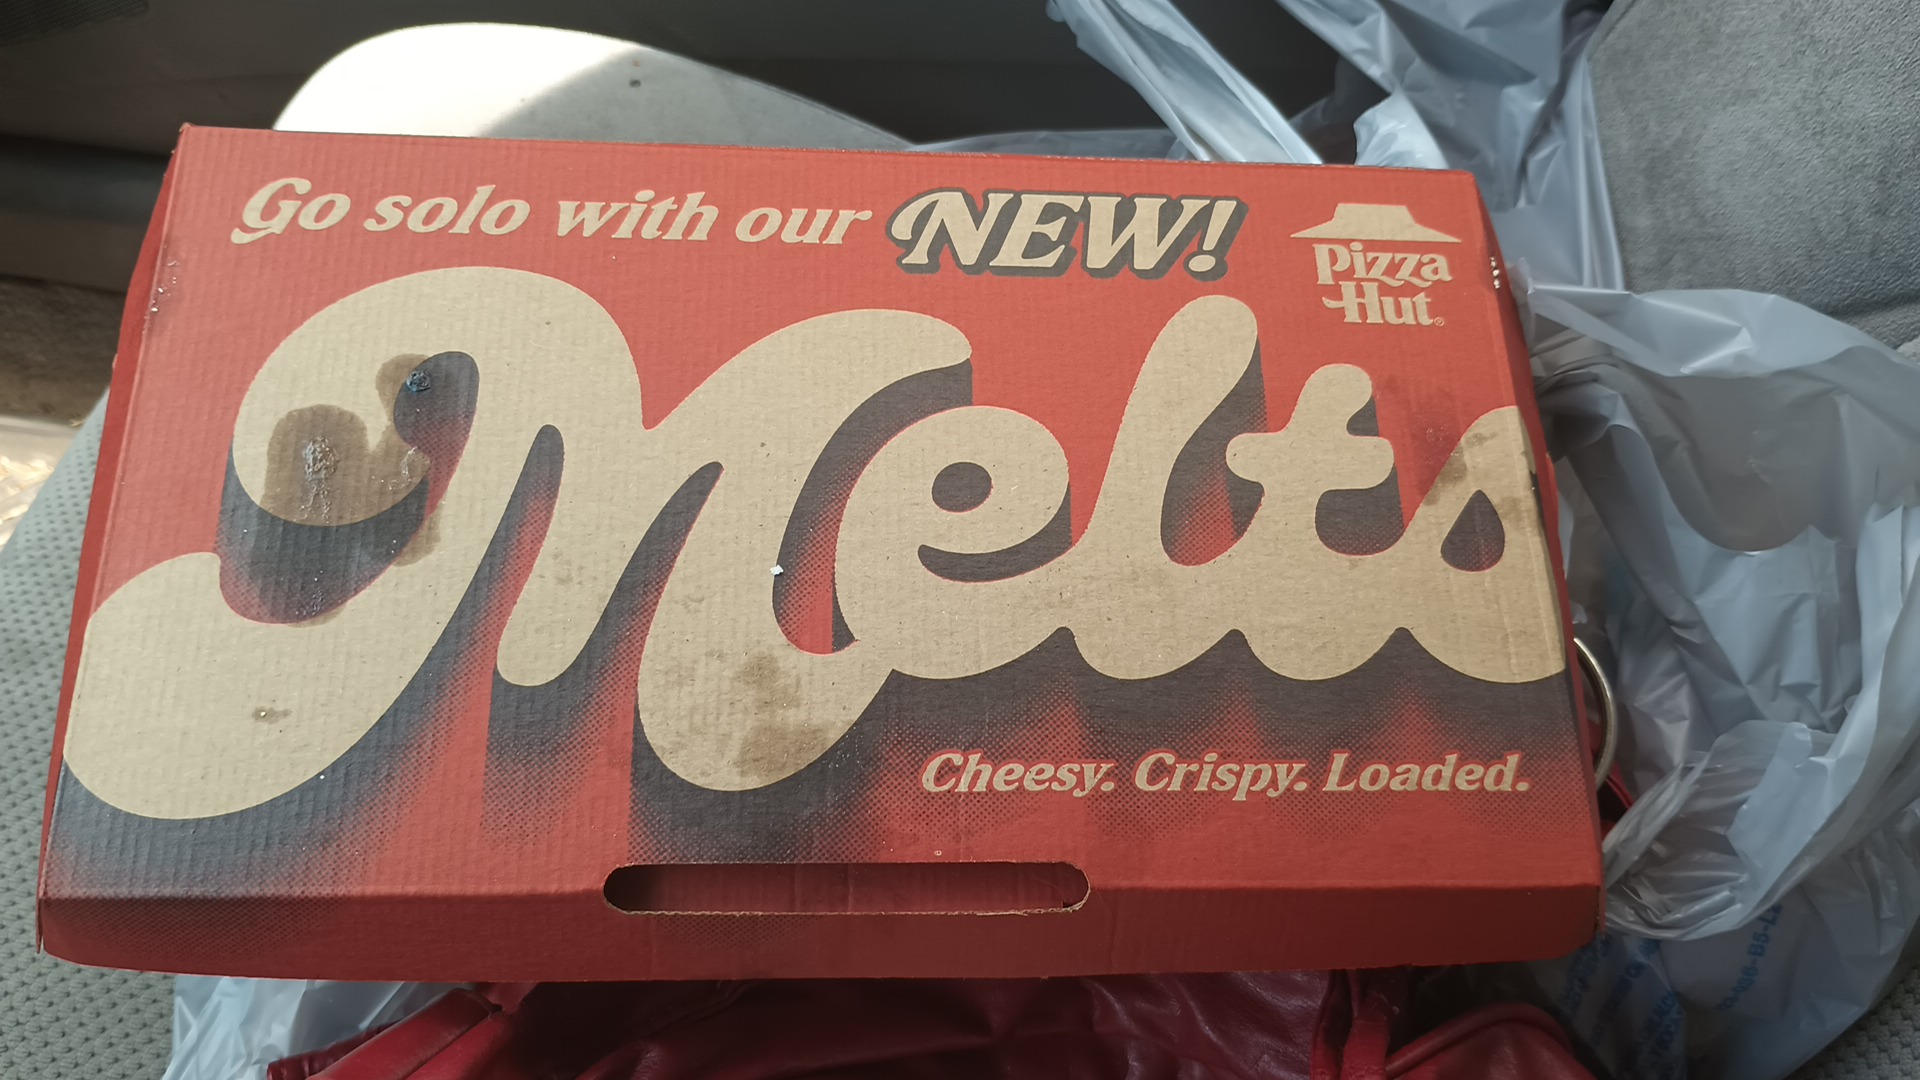 Go solo with our NEW!
Pizza
Hut®
Melts
Cheesy. Crispy. Loaded.